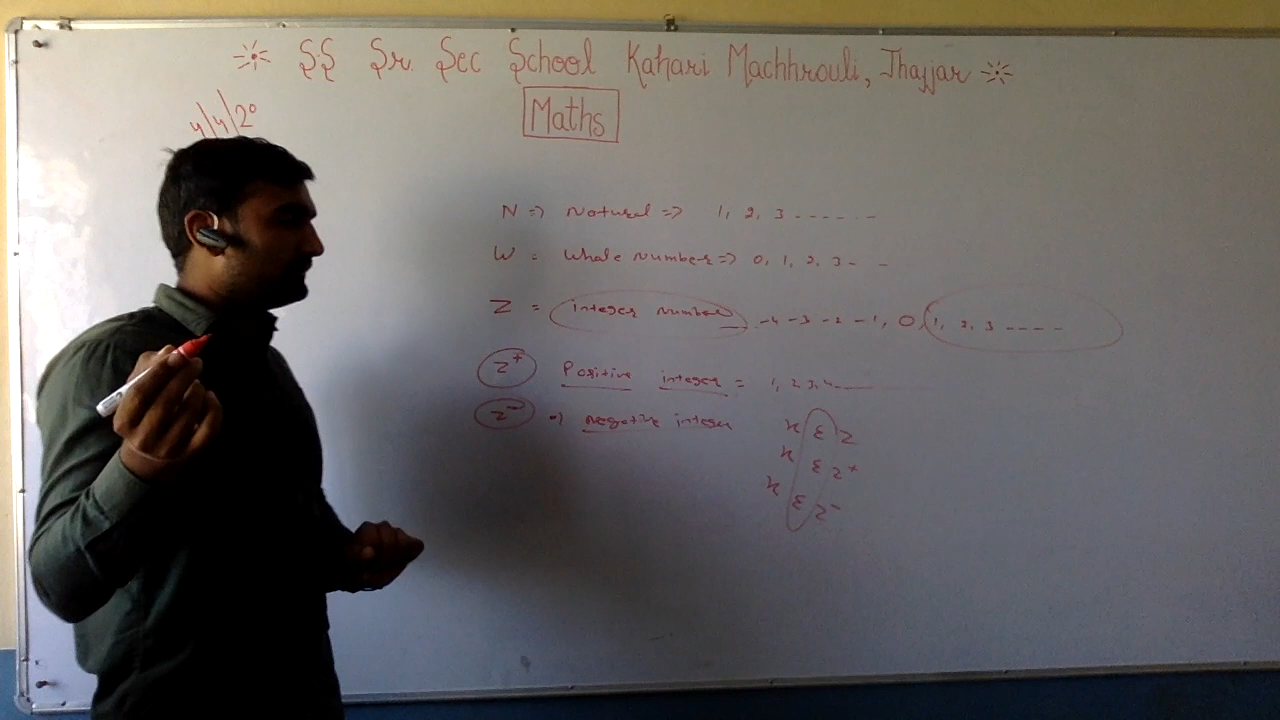 SS Sr. Sec School Kahari Machhrouli, Jhajjar
4/4/20
Maths
N => Natural => 1, 2, 3 ------
W = Whole Number => 0, 1, 2, 3 - -
Z = integer number -4 -3 -2 -1, 0, 1, 2, 3 ----
Z⁺ Positive integer = 1, 2, 3, 4
Z⁻ => negative integer
x ε Z
x ε Z⁺
x ε Z⁻